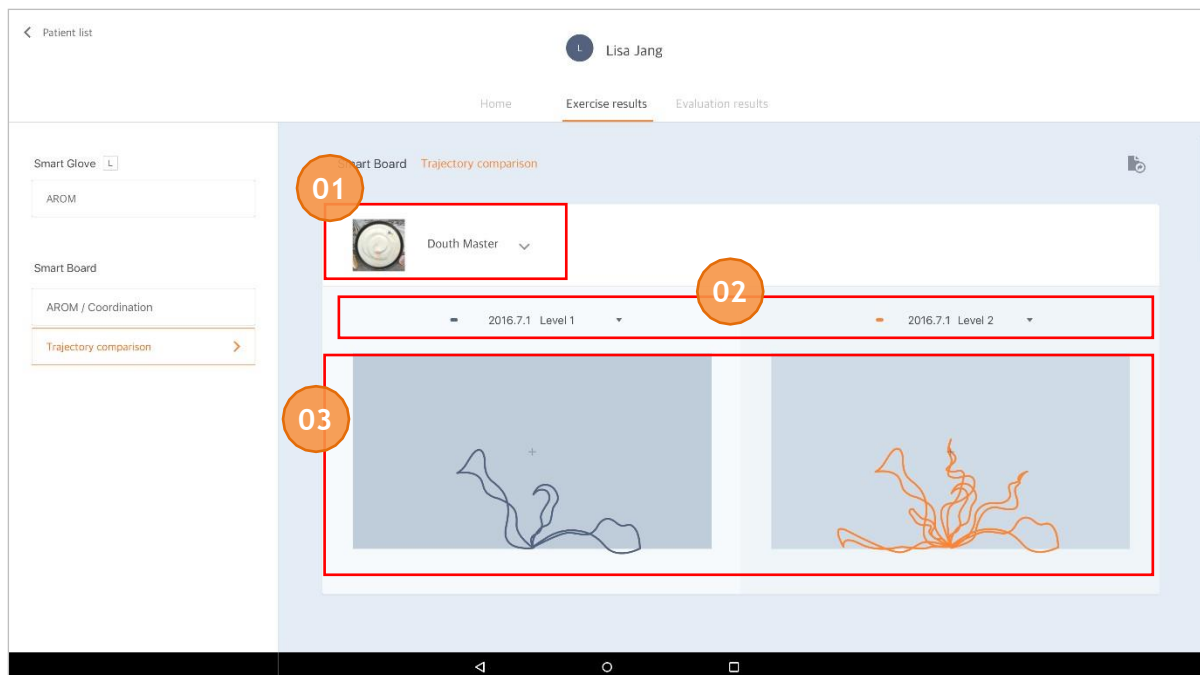 Patient list
L Lisa Jang
Home Exercise results Evaluation results
Smart Glove L
AROM
Smart Board
AROM / Coordination
Trajectory comparison
01
Smart Board Trajectory comparison
Douth Master
02
2016.7.1 Level 1
2016.7.1 Level 2
03